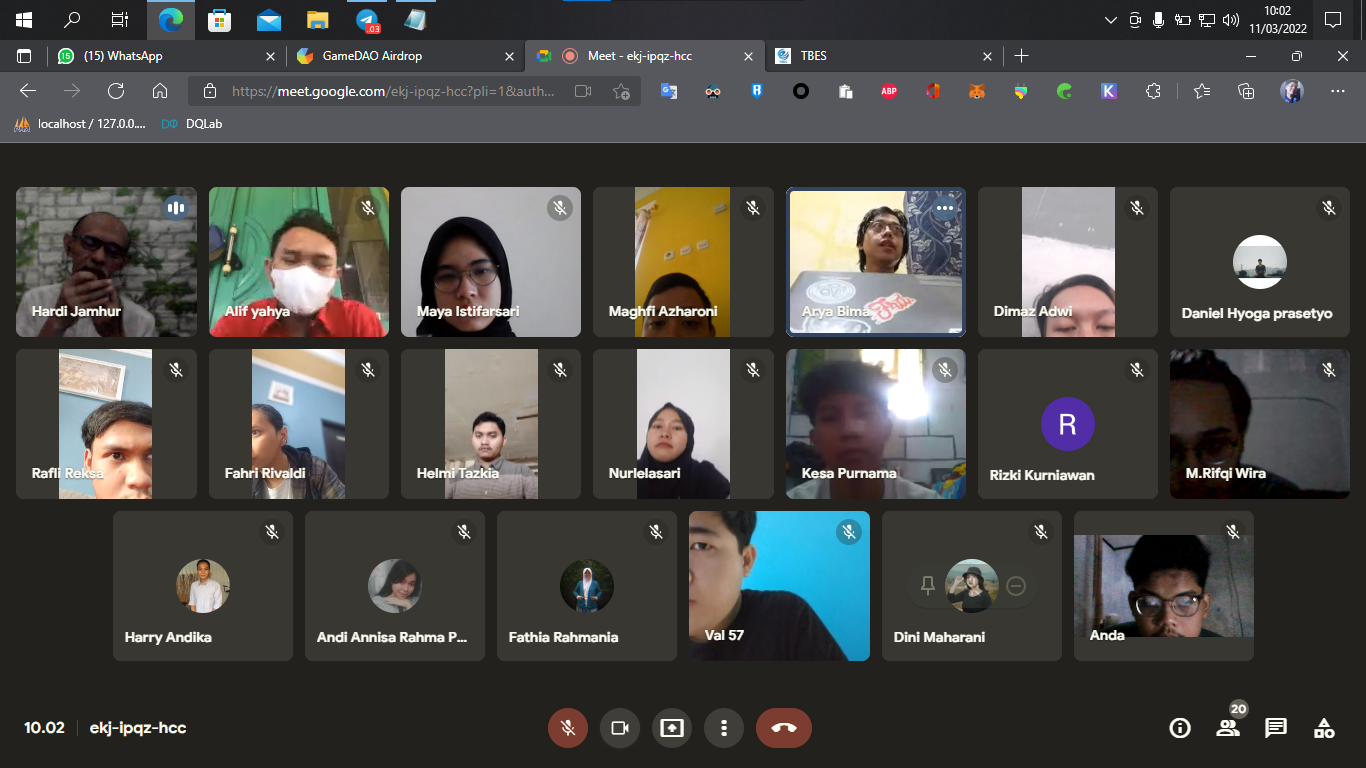 10:02
11/03/2022
.03
15
(15) WhatsApp
GameDAO Airdrop
Meet - ekj-ipqz-hcc
TBES
https://meet.google.com/ekj-ipqz-hcc?pli=1&auth...
ABP
K
localhost / 127.0.0....
DQLab
Hardi Jamhur
Alif yahya
Maya Istifarsari
Maghfi Azharoni
Arya Bima
Dimaz Adwi
Daniel Hyoga prasetyo
Rafli Reksa
Fahri Rivaldi
Helmi Tazkia
Nurlelasari
Kesa Purnama
R
Rizki Kurniawan
M.Rifqi Wira
Harry Andika
Andi Annisa Rahma P...
Fathia Rahmania
Val 57
Dini Maharani
Anda
10.02
ekj-ipqz-hcc
20